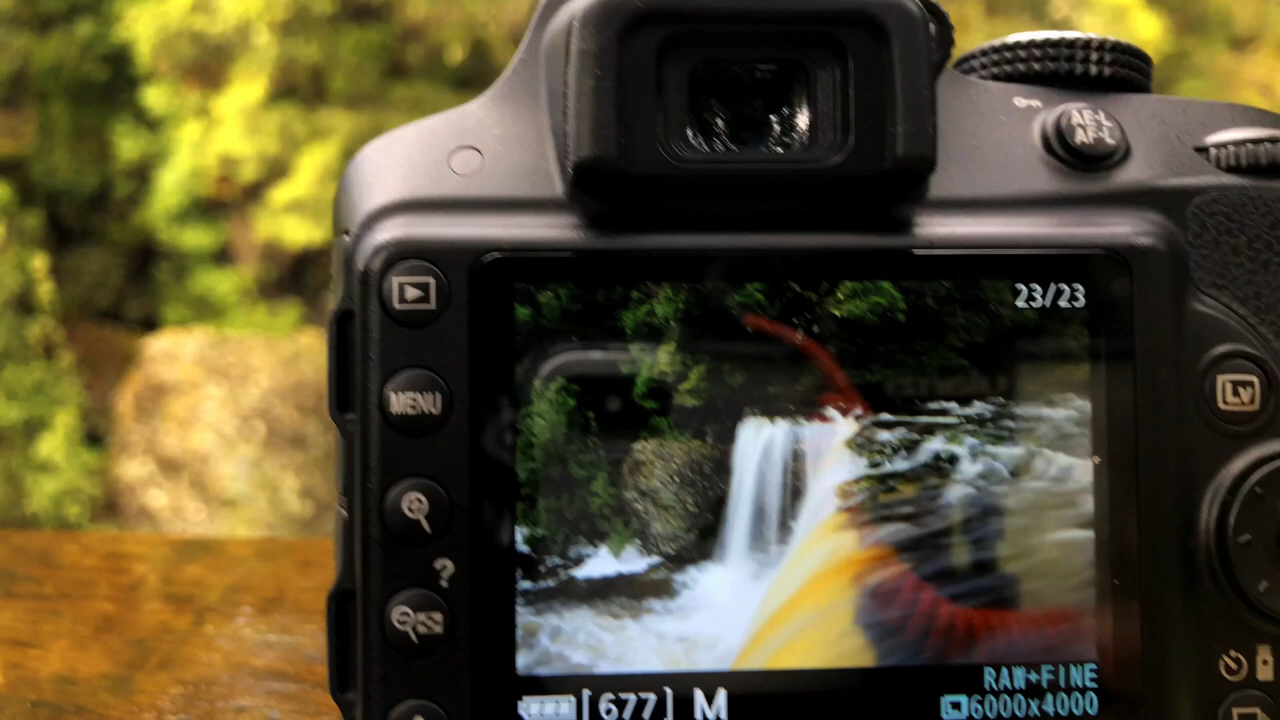 AE-L
AF-L
23/23
MENU
Lv
?
RAW+FINE
[677] M
6000x4000